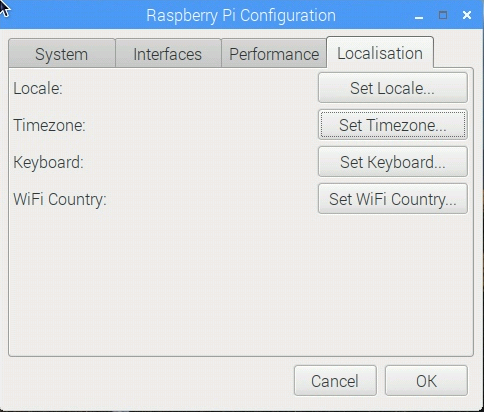 Raspberry Pi Configuration
System Interfaces Performance Localisation
Locale: Set Locale...
Timezone: Set Timezone...
Keyboard: Set Keyboard...
WiFi Country: Set WiFi Country...
Cancel OK